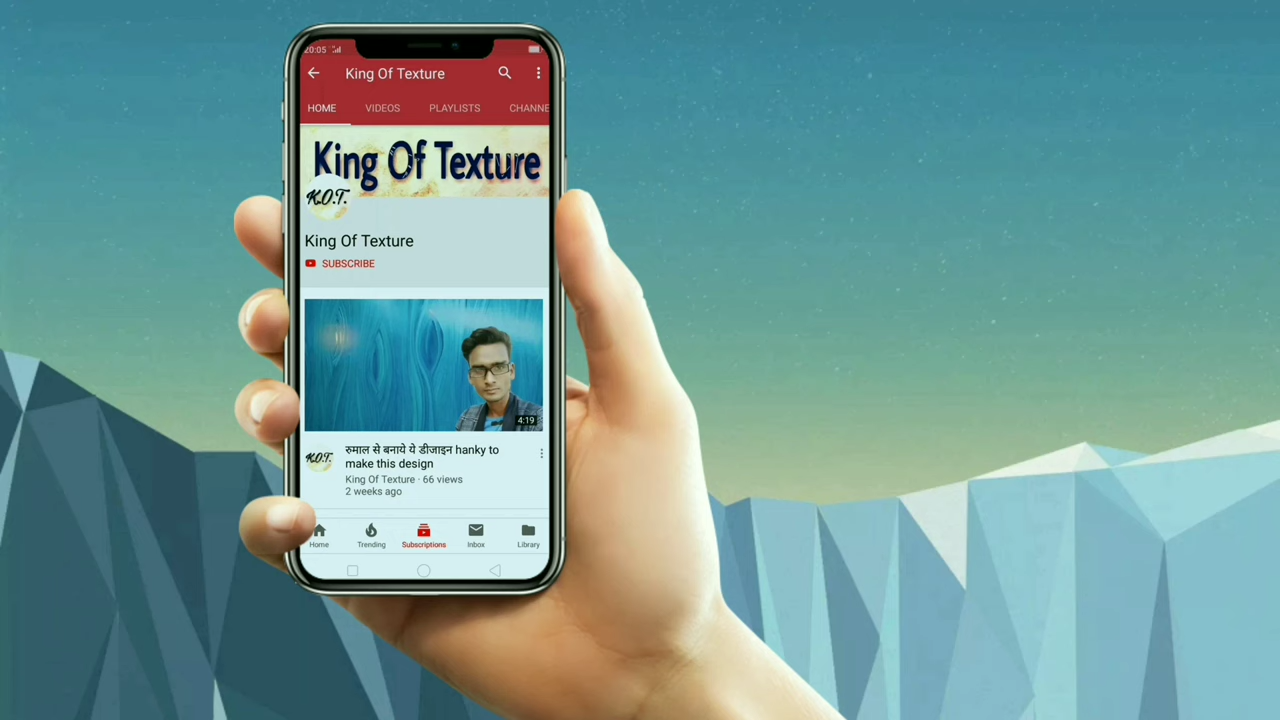 20:05
King Of Texture
HOME VIDEOS PLAYLISTS CHANNE
King Of Texture
K.O.T.
King Of Texture
SUBSCRIBE
4:19
K.O.T.
रुमाल से बनाये ये डीजाइन hanky to
make this design
King Of Texture · 66 views
2 weeks ago
Home Trending Subscriptions Inbox Library